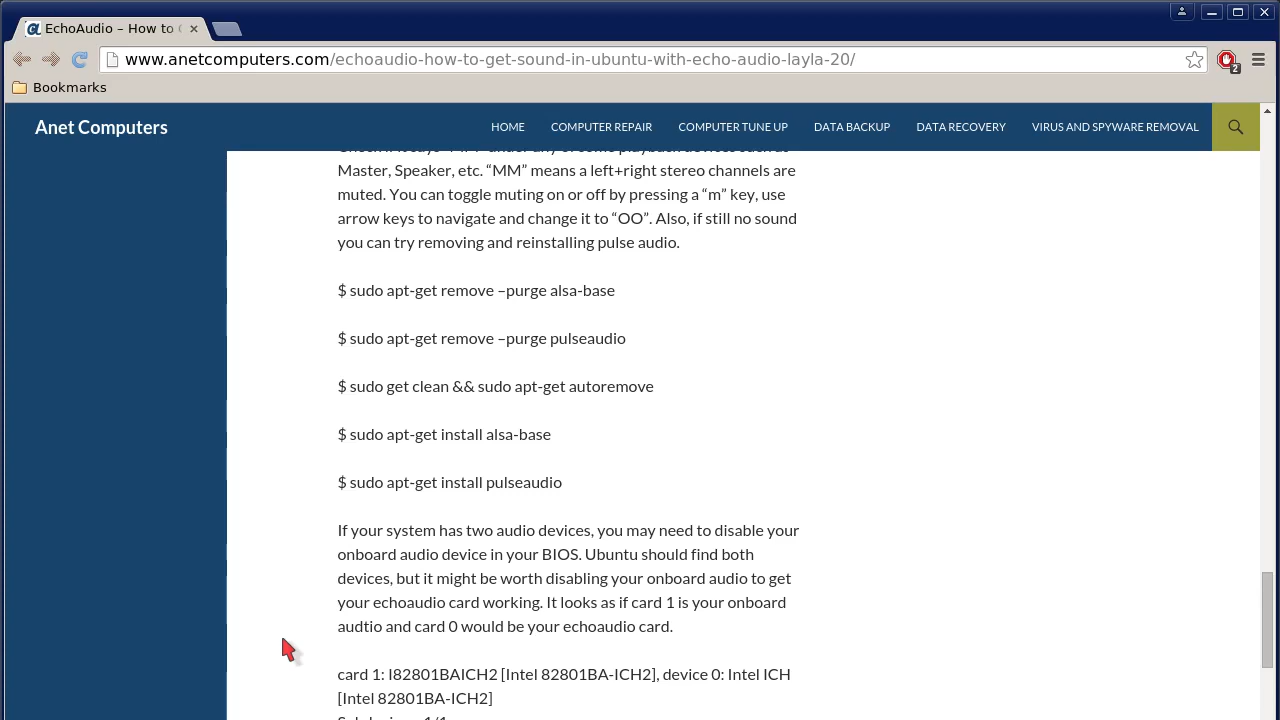 EchoAudio – How to
www.anetcomputers.com/echoaudio-how-to-get-sound-in-ubuntu-with-echo-audio-layla-20/
2
Bookmarks
Anet Computers HOME COMPUTER REPAIR COMPUTER TUNE UP DATA BACKUP DATA RECOVERY VIRUS AND SPYWARE REMOVAL
Master, Speaker, etc. “MM” means a left+right stereo channels are
muted. You can toggle muting on or off by pressing a “m” key, use
arrow keys to navigate and change it to “OO”. Also, if still no sound
you can try removing and reinstalling pulse audio.
$ sudo apt-get remove –purge alsa-base
$ sudo apt-get remove –purge pulseaudio
$ sudo get clean && sudo apt-get autoremove
$ sudo apt-get install alsa-base
$ sudo apt-get install pulseaudio
If your system has two audio devices, you may need to disable your
onboard audio device in your BIOS. Ubuntu should find both
devices, but it might be worth disabling your onboard audio to get
your echoaudio card working. It looks as if card 1 is your onboard
audtio and card 0 would be your echoaudio card.
card 1: I82801BAICH2 [Intel 82801BA-ICH2], device 0: Intel ICH
[Intel 82801BA-ICH2]